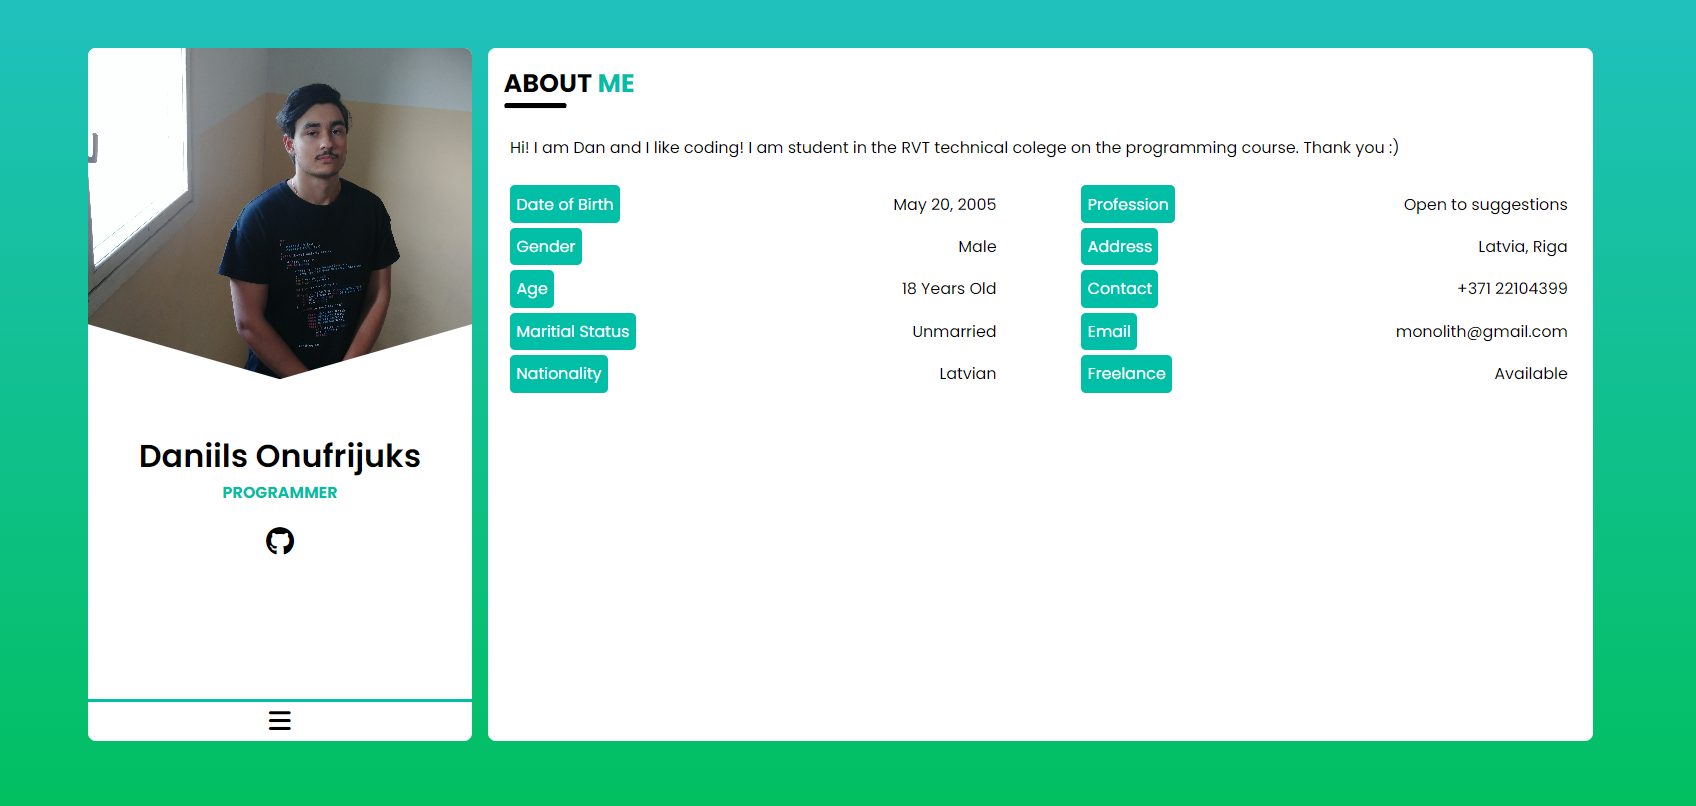 Daniils Onufrijuks
PROGRAMMER
ABOUT ME
Hi! I am Dan and I like coding! I am student in the RVT technical colege on the programming course. Thank you :)
Date of Birth May 20, 2005
Gender Male
Age 18 Years Old
Maritial Status Unmarried
Nationality Latvian
Profession Open to suggestions
Address Latvia, Riga
Contact +371 22104399
Email monolith@gmail.com
Freelance Available